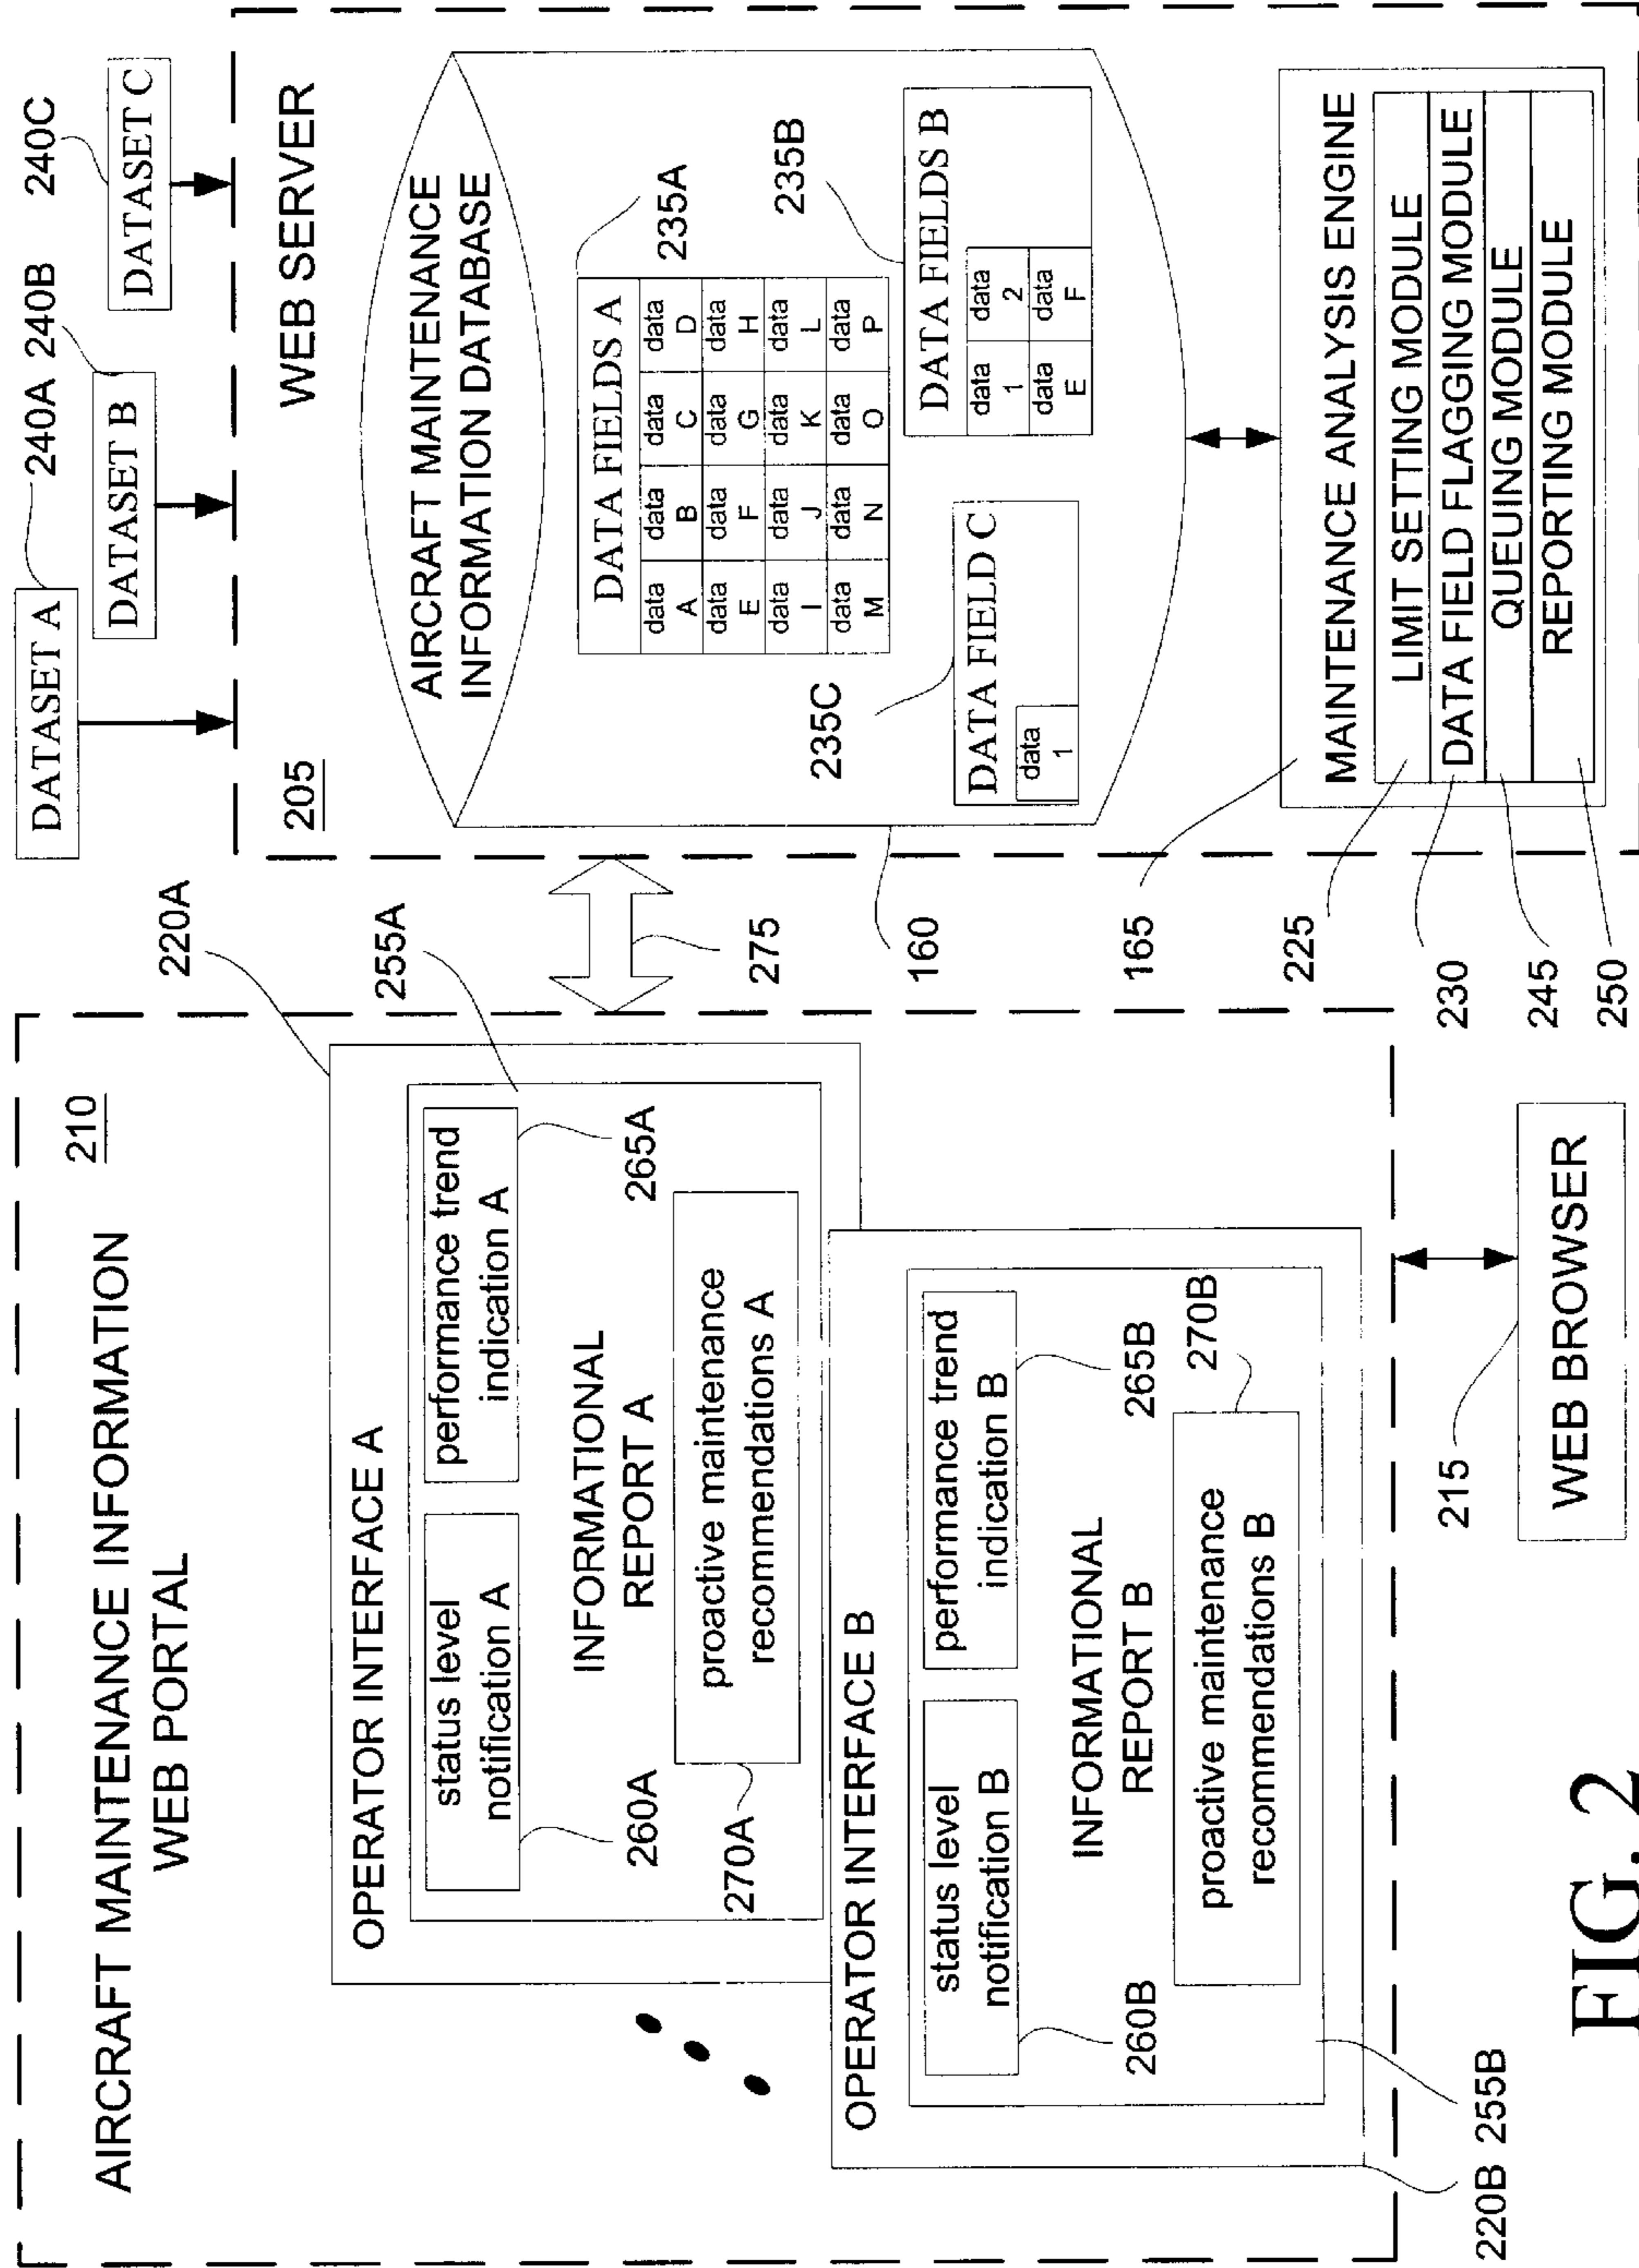 AIRCRAFT MAINTENANCE INFORMATION
WEB PORTAL
210
OPERATOR INTERFACE A
220A
255A
status level
notification A
260A
performance trend
indication A
265A
INFORMATIONAL
REPORT A
proactive maintenance
recommendations A
270A
OPERATOR INTERFACE B
status level
notification B
260B
performance trend
indication B
265B
INFORMATIONAL
REPORT B
270B
proactive maintenance
recommendations B
220B
255B
215
WEB BROWSER
275
DATASET A
240A
DATASET B
240B
DATASET C
240C
205
WEB SERVER
AIRCRAFT MAINTENANCE
INFORMATION DATABASE
DATA FIELDS A
235A
data A data B data C data D
data E data F data G data H
data I data J data K data L
data M data N data O data P
235C
DATA FIELD C
data
1
235B
DATA FIELDS B
data 1 data 2
data E data F
160
165
MAINTENANCE ANALYSIS ENGINE
225
LIMIT SETTING MODULE
230
DATA FIELD FLAGGING MODULE
245
QUEUING MODULE
250
REPORTING MODULE
FIG. 2